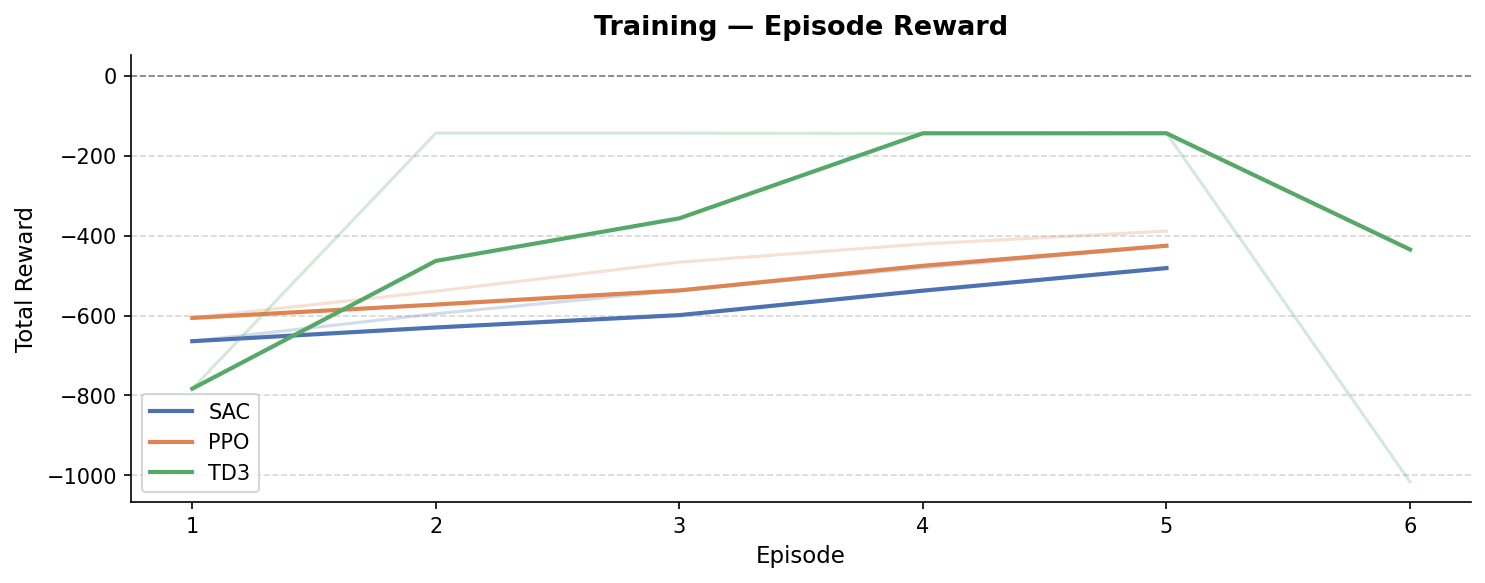 Training — Episode Reward
Total Reward
0
−200
−400
−600
−800
−1000
SAC
PPO
TD3
1 2 3 4 5 6
Episode